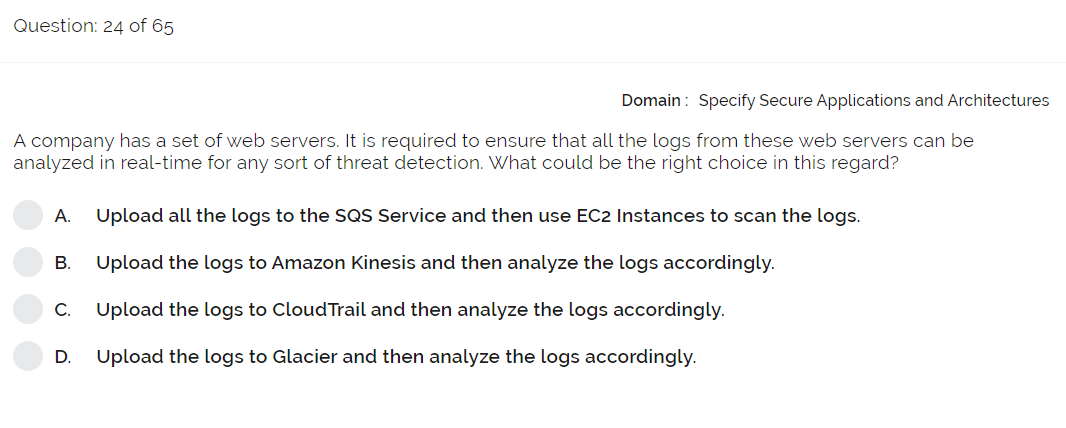 Question: 24 of 65
Domain : Specify Secure Applications and Architectures
A company has a set of web servers. It is required to ensure that all the logs from these web servers can be
analyzed in real-time for any sort of threat detection. What could be the right choice in this regard?
A. Upload all the logs to the SQS Service and then use EC2 Instances to scan the logs.
B. Upload the logs to Amazon Kinesis and then analyze the logs accordingly.
C. Upload the logs to CloudTrail and then analyze the logs accordingly.
D. Upload the logs to Glacier and then analyze the logs accordingly.